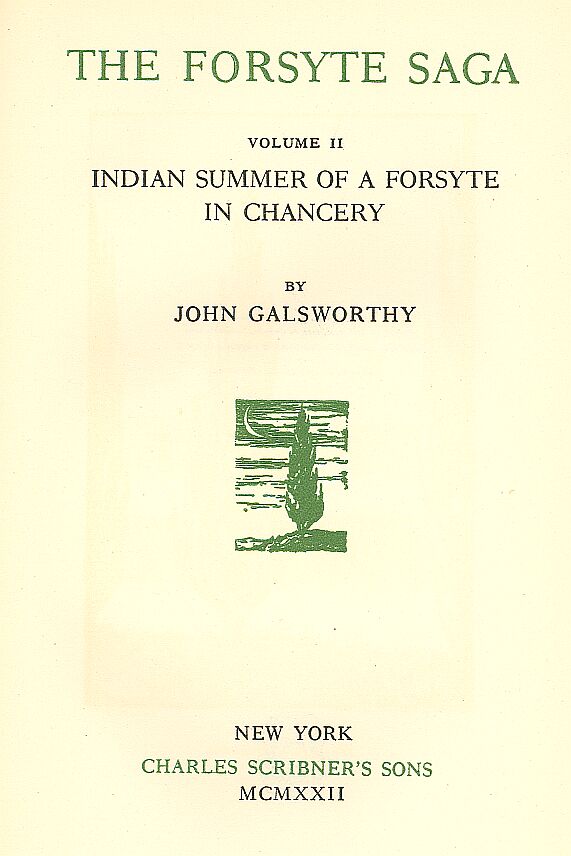 THE FORSYTE SAGA
VOLUME II
INDIAN SUMMER OF A FORSYTE
IN CHANCERY
BY
JOHN GALSWORTHY
NEW YORK
CHARLES SCRIBNER'S SONS
MCMXXII